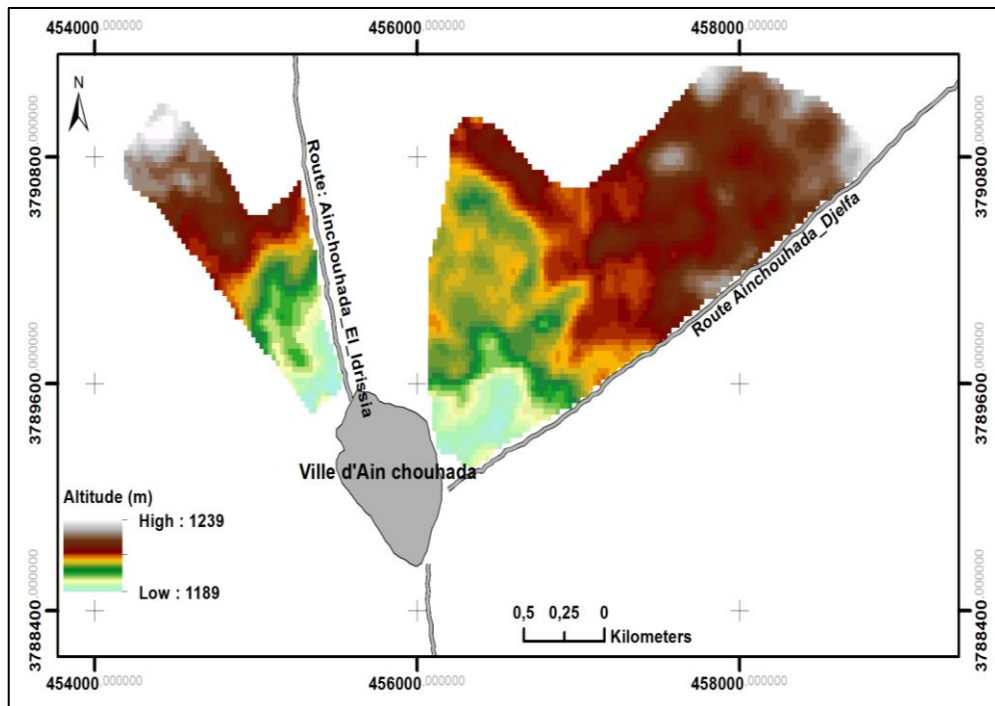 454000,000000 456000,000000 458000,000000
N
3790800,000000
3790800,000000
Route: Ainchouhada_El_Idrissia
Route Ainchouhada_Djelfa
3789600,000000
3789600,000000
Ville d'Ain chouhada
Altitude (m)
High : 1239
Low : 1189
3788400,000000
3788400,000000
0,5 0,25 0
Kilometers
454000,000000 456000,000000 458000,000000